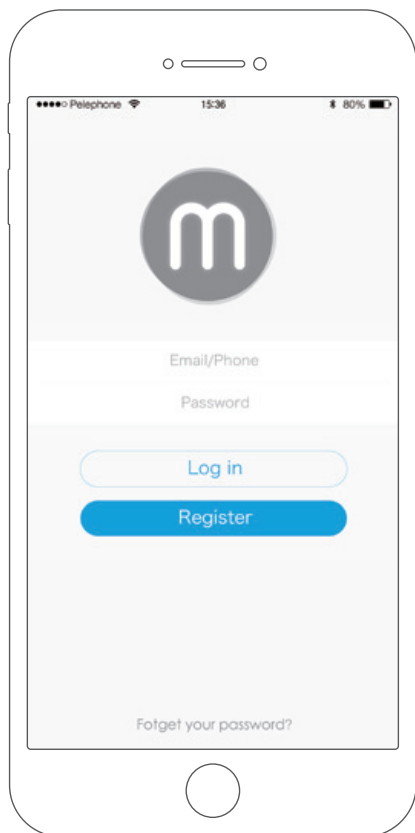 Pelephone 15:36 80%
m
Email/Phone
Password
Log in
Register
Fotget your password?